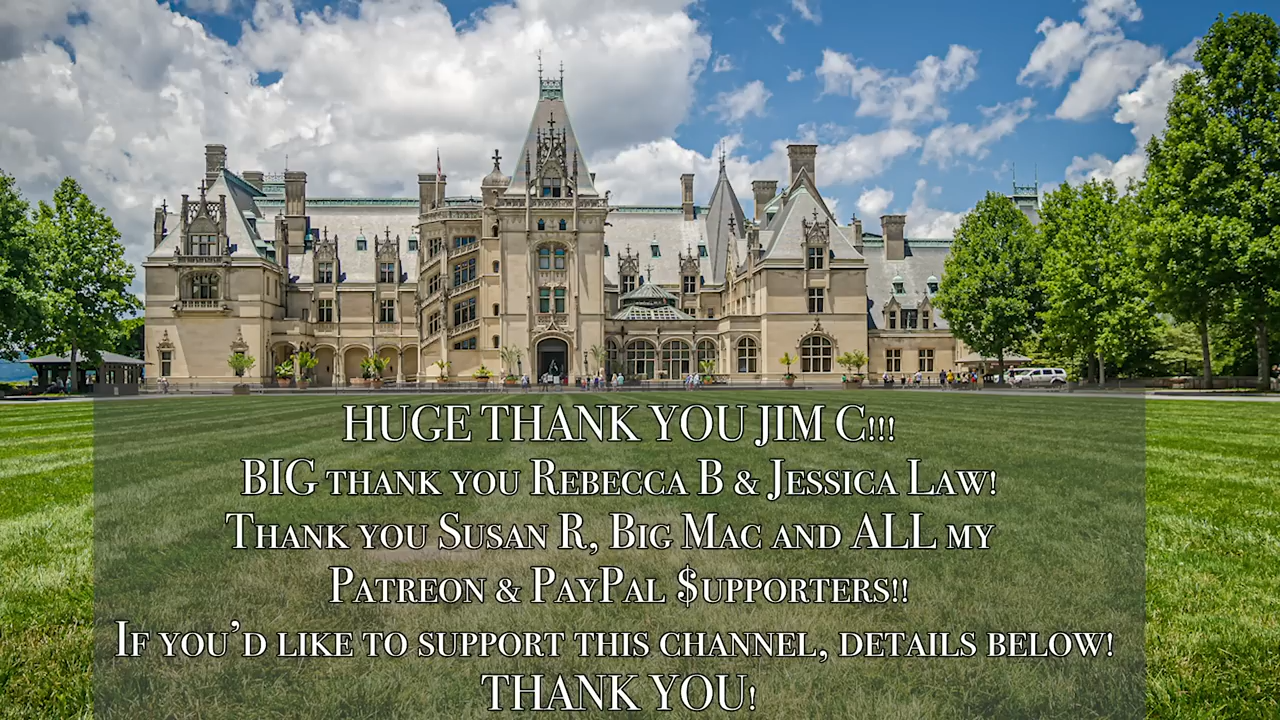 HUGE THANK YOU JIM C!!!
BIG thank you Rebecca B & Jessica Law!
Thank you Susan R, Big Mac and ALL my
Patreon & PayPal $upporters!!
If you'd like to support this channel, details below!
THANK YOU!